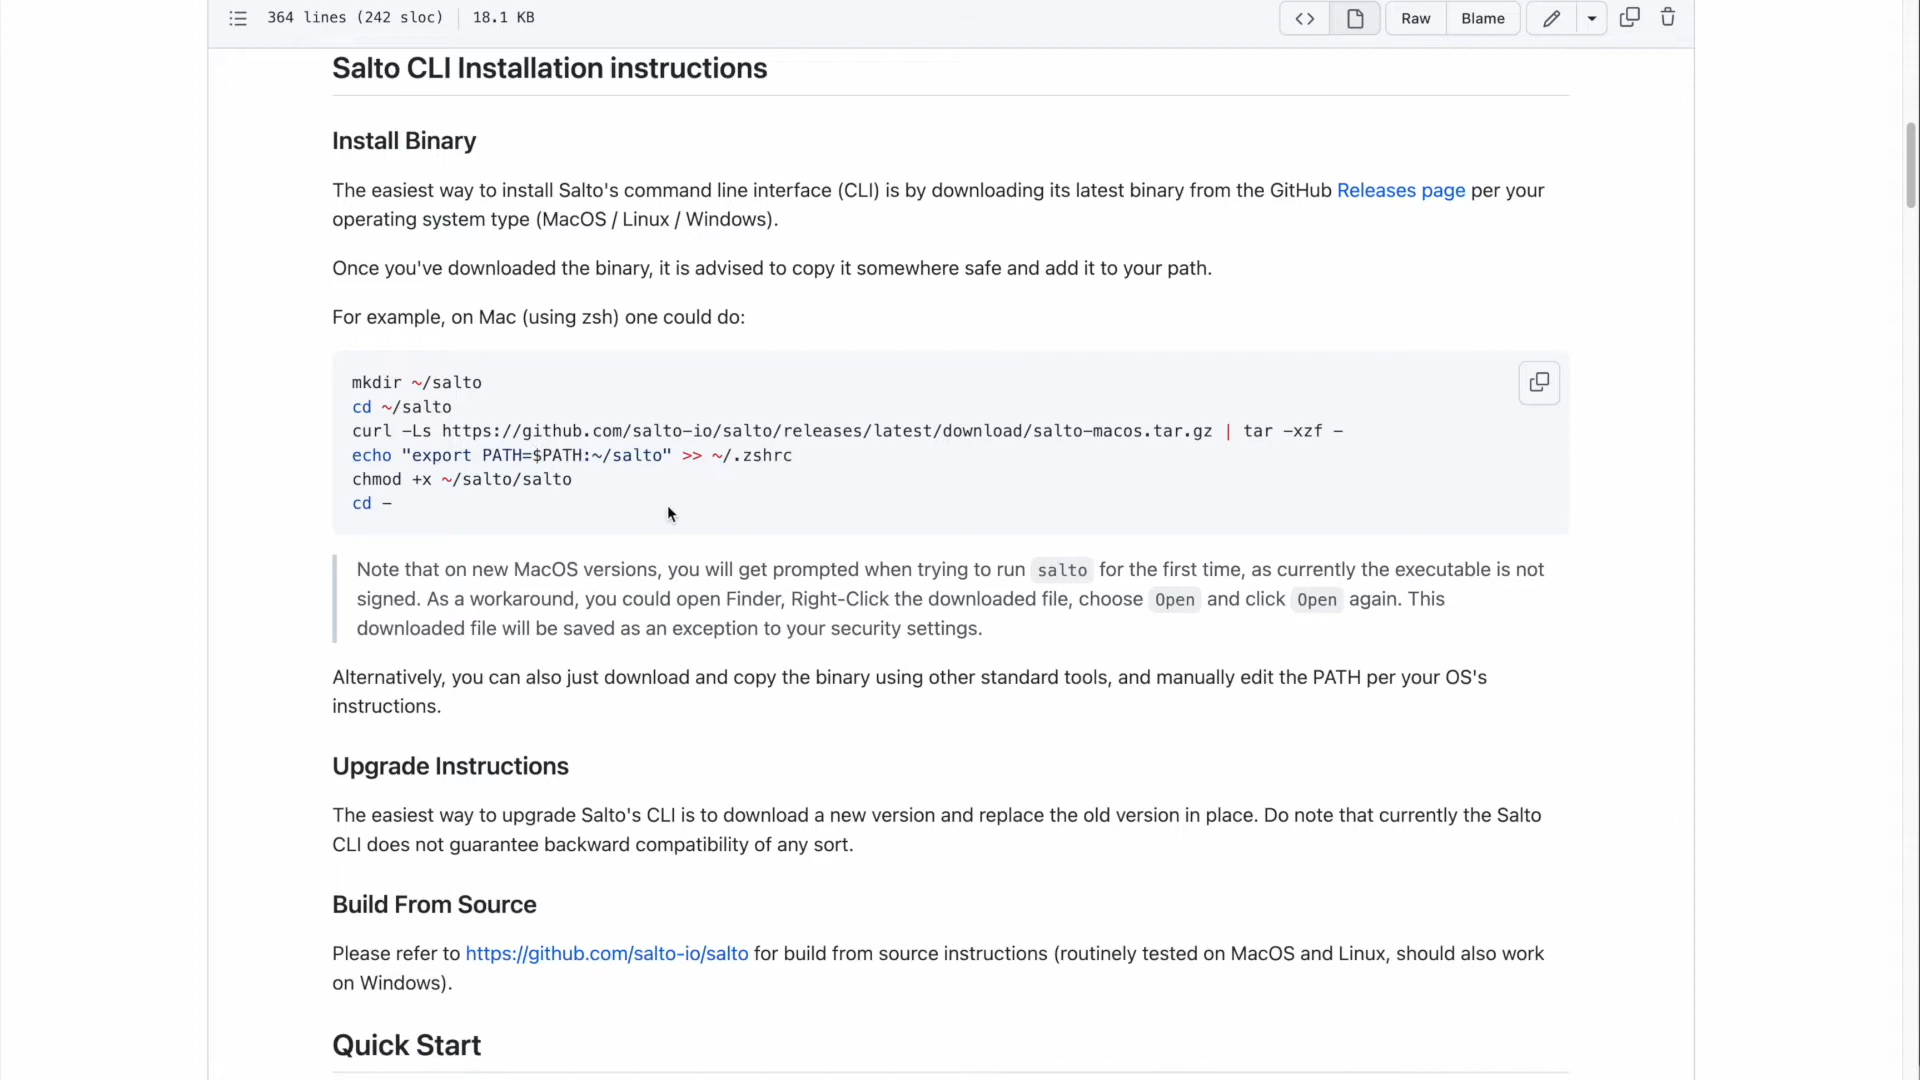 364 lines (242 sloc) 18.1 KB Raw Blame
Salto CLI Installation instructions
Install Binary
The easiest way to install Salto's command line interface (CLI) is by downloading its latest binary from the GitHub Releases page per your
operating system type (MacOS / Linux / Windows).
Once you've downloaded the binary, it is advised to copy it somewhere safe and add it to your path.
For example, on Mac (using zsh) one could do:
mkdir ~/salto
cd ~/salto
curl -Ls https://github.com/salto-io/salto/releases/latest/download/salto-macos.tar.gz | tar -xzf -
echo "export PATH=$PATH:~/salto" >> ~/.zshrc
chmod +x ~/salto/salto
cd -
Note that on new MacOS versions, you will get prompted when trying to run salto for the first time, as currently the executable is not
signed. As a workaround, you could open Finder, Right-Click the downloaded file, choose Open and click Open again. This
downloaded file will be saved as an exception to your security settings.
Alternatively, you can also just download and copy the binary using other standard tools, and manually edit the PATH per your OS's
instructions.
Upgrade Instructions
The easiest way to upgrade Salto's CLI is to download a new version and replace the old version in place. Do note that currently the Salto
CLI does not guarantee backward compatibility of any sort.
Build From Source
Please refer to https://github.com/salto-io/salto for build from source instructions (routinely tested on MacOS and Linux, should also work
on Windows).
Quick Start